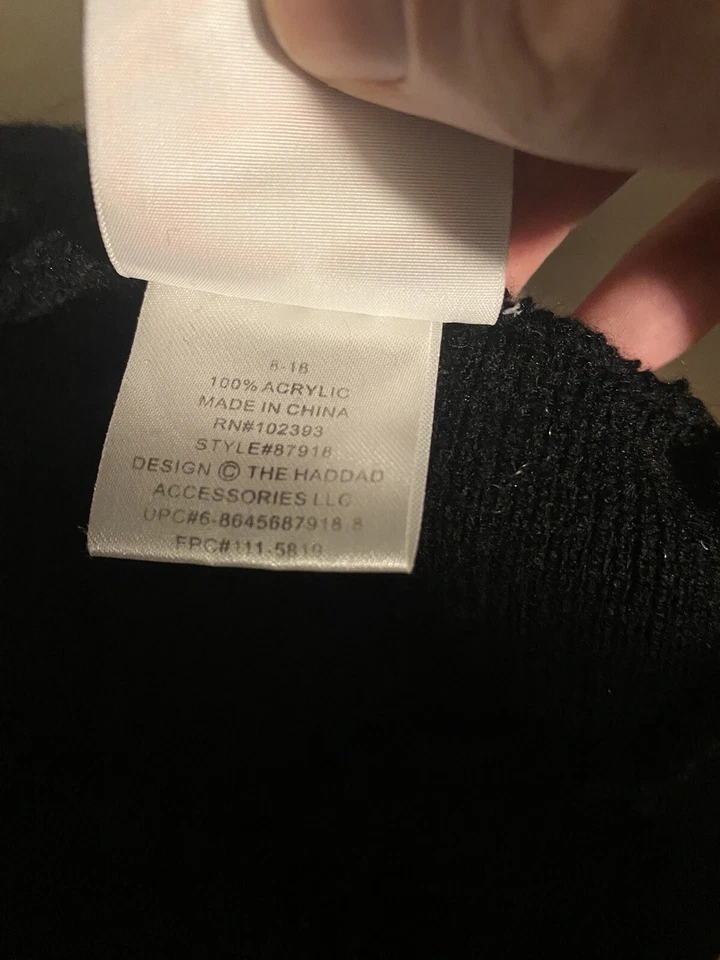 8-18
100% ACRYLIC
MADE IN CHINA
RN#102393
STYLE#87918
DESIGN © THE HADDAD
ACCESSORIES LLC
UPC#6-8645687918 8
EPC#111-5819